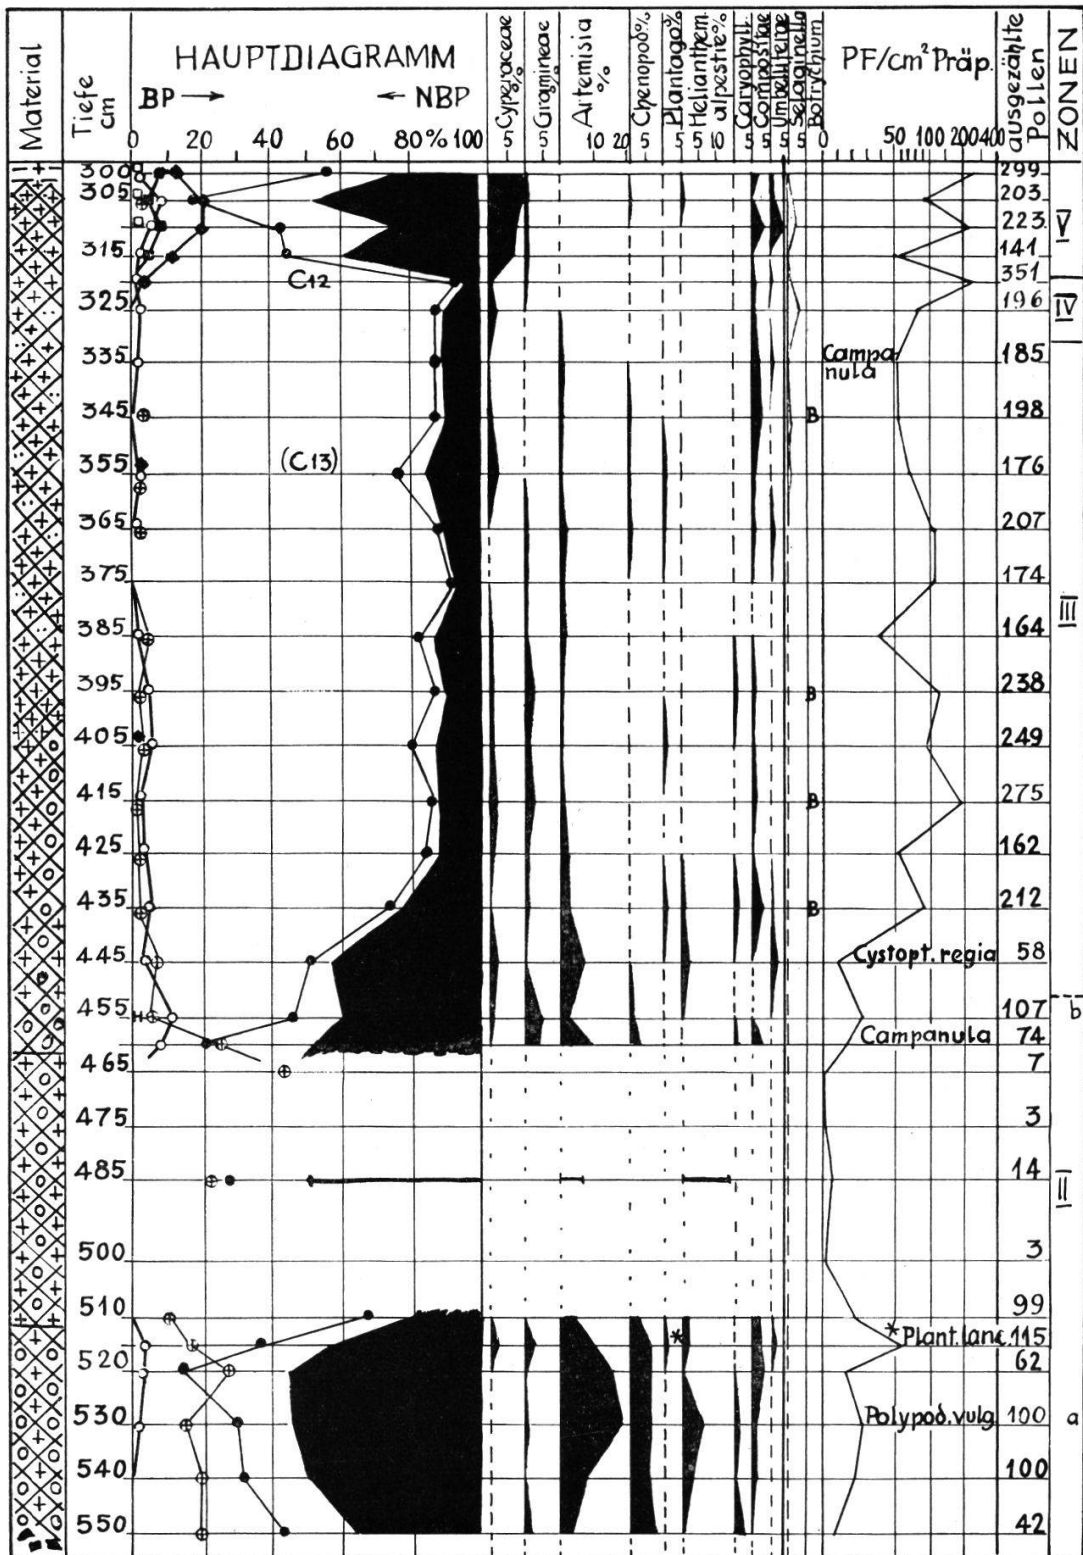 Material
Tiefe cm
HAUPTDIAGRAMM
BP → ← NBP
0 20 40 60 80 % 100
Cyperaceae %
5
Gramineae %
5
Artemisia %
10 20
Chenopod%
5
Plantago%
5
Helianthem. alpestre%
5 10
Caryophyll.
5
Compositae
5
Umbelliferae
5
Selaginella
5
Botrychium
PF/cm² Präp.
0 50 100 200 400
ausgezählte Pollen
ZONEN
300 299
305 203
223
V
315 141
C12 351
325 196
IV
335 Campanula 185
345 B 198
355 (C13) 176
365 207
375 174
III
385 164
395 B 238
405 249
415 B 275
425 162
435 B 212
445 Cystopt. regia 58
b
455 107
Campanula 74
465 7
475 3
485 14
II
500 3
510 99
* * Plant. lanc. 115
520 62
530 Polypod. vulg 100 a
540 100
550 42